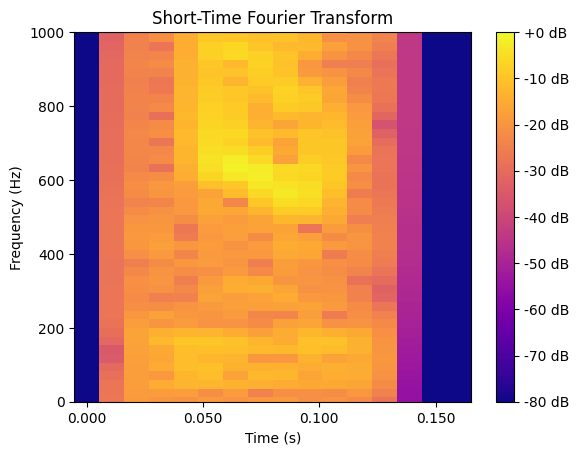 Short-Time Fourier Transform
1000
800
600
400
200
0
Frequency (Hz)
0.000
0.050
0.100
0.150
Time (s)
+0 dB
-10 dB
-20 dB
-30 dB
-40 dB
-50 dB
-60 dB
-70 dB
-80 dB